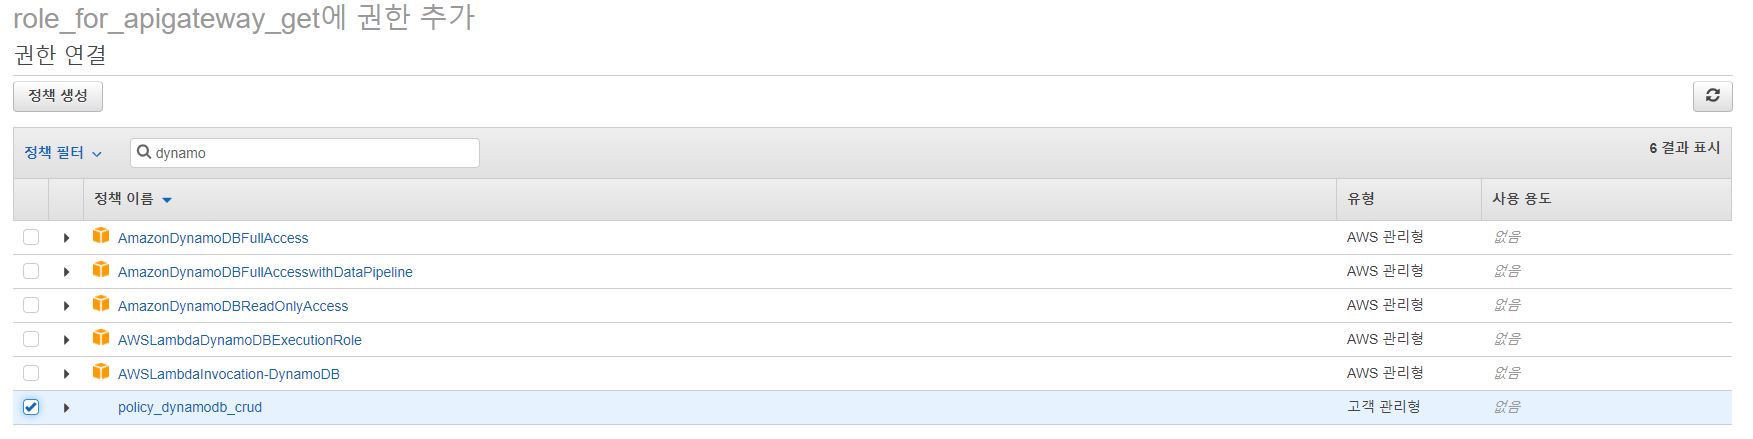 role_for_apigateway_get에 권한 추가
권한 연결
정책 생성
정책 필터 dynamo 6 결과 표시
정책 이름 유형 사용 용도
AmazonDynamoDBFullAccess AWS 관리형 없음
AmazonDynamoDBFullAccesswithDataPipeline AWS 관리형 없음
AmazonDynamoDBReadOnlyAccess AWS 관리형 없음
AWSLambdaDynamoDBExecutionRole AWS 관리형 없음
AWSLambdaInvocation-DynamoDB AWS 관리형 없음
policy_dynamodb_crud 고객 관리형 없음